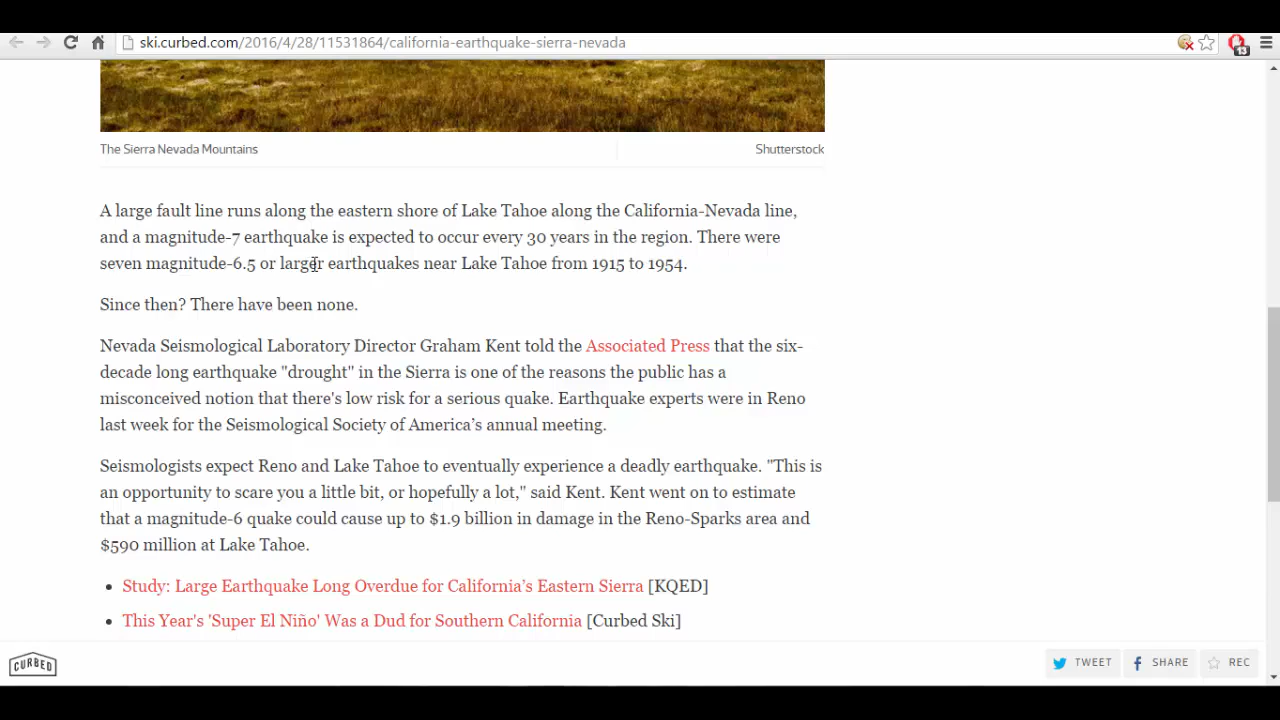 ski.curbed.com/2016/4/28/11531864/california-earthquake-sierra-nevada
13
The Sierra Nevada Mountains
Shutterstock
A large fault line runs along the eastern shore of Lake Tahoe along the California-Nevada line,
and a magnitude-7 earthquake is expected to occur every 30 years in the region. There were
seven magnitude-6.5 or larger earthquakes near Lake Tahoe from 1915 to 1954.
Since then? There have been none.
Nevada Seismological Laboratory Director Graham Kent told the Associated Press that the six-
decade long earthquake "drought" in the Sierra is one of the reasons the public has a
misconceived notion that there's low risk for a serious quake. Earthquake experts were in Reno
last week for the Seismological Society of America’s annual meeting.
Seismologists expect Reno and Lake Tahoe to eventually experience a deadly earthquake. "This is
an opportunity to scare you a little bit, or hopefully a lot," said Kent. Kent went on to estimate
that a magnitude-6 quake could cause up to $1.9 billion in damage in the Reno-Sparks area and
$590 million at Lake Tahoe.
• Study: Large Earthquake Long Overdue for California’s Eastern Sierra [KQED]
• This Year's 'Super El Niño' Was a Dud for Southern California [Curbed Ski]
CURBED
TWEET
SHARE
REC